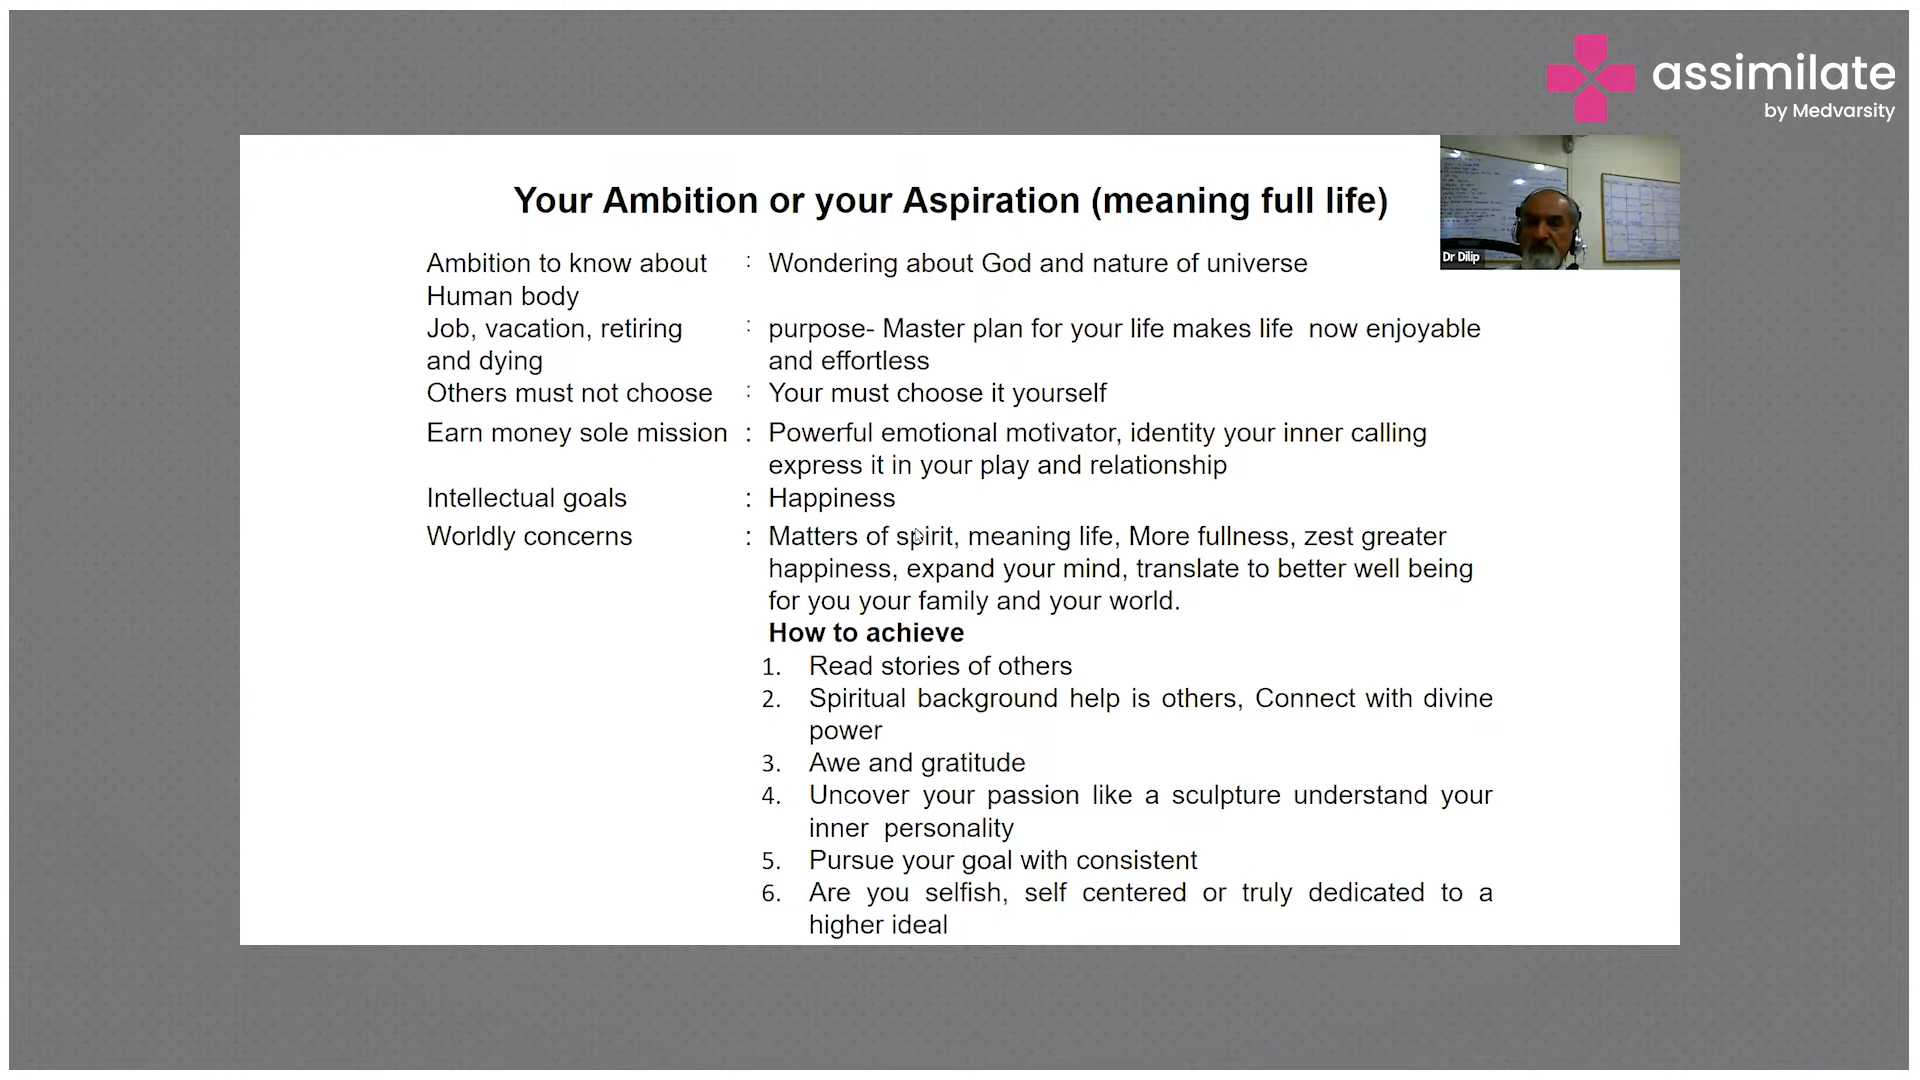 assimilate
by Medvarsity
Dr Dilip
Your Ambition or your Aspiration (meaning full life)
Ambition to know about : Wondering about God and nature of universe
Human body
Job, vacation, retiring : purpose- Master plan for your life makes life now enjoyable
and dying and effortless
Others must not choose : Your must choose it yourself
Earn money sole mission : Powerful emotional motivator, identity your inner calling
express it in your play and relationship
Intellectual goals : Happiness
Worldly concerns : Matters of spirit, meaning life, More fullness, zest greater
happiness, expand your mind, translate to better well being
for you your family and your world.
How to achieve
1. Read stories of others
2. Spiritual background help is others, Connect with divine
power
3. Awe and gratitude
4. Uncover your passion like a sculpture understand your
inner personality
5. Pursue your goal with consistent
6. Are you selfish, self centered or truly dedicated to a
higher ideal